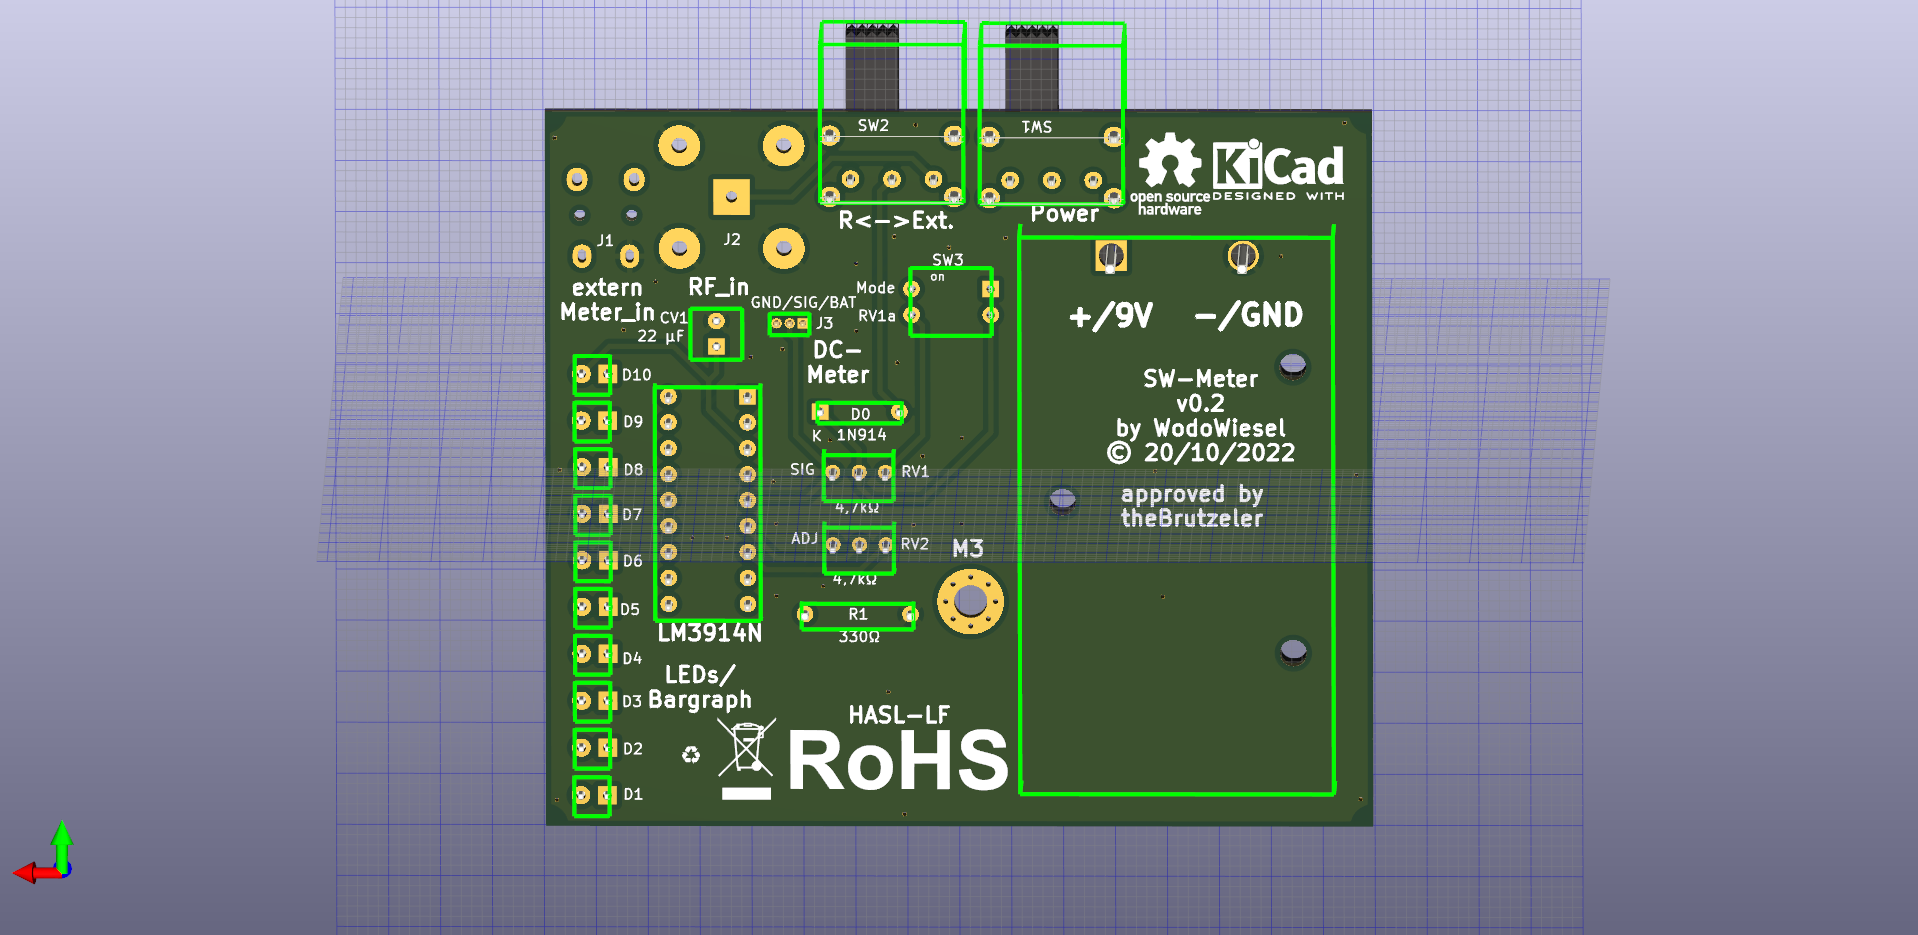 SW2
SW1
open source
hardware
KiCad
DESIGNED WITH
R<->Ext.
Power
J1
J2
SW3
on
extern
Meter_in
RF_in
GND/SIG/BAT
Mode
RV1a
CV1
22 µF
J3
DC-
Meter
+/9V
-/GND
D10
D9
D8
D7
D6
D5
D4
D3
D2
D1
D0
K
1N914
SIG
RV1
4,7kΩ
ADJ
RV2
4,7kΩ
R1
330Ω
M3
LM3914N
LEDs/
Bargraph
SW-Meter
v0.2
by WodoWiesel
© 20/10/2022
approved by
theBrutzeler
HASL-LF
RoHS